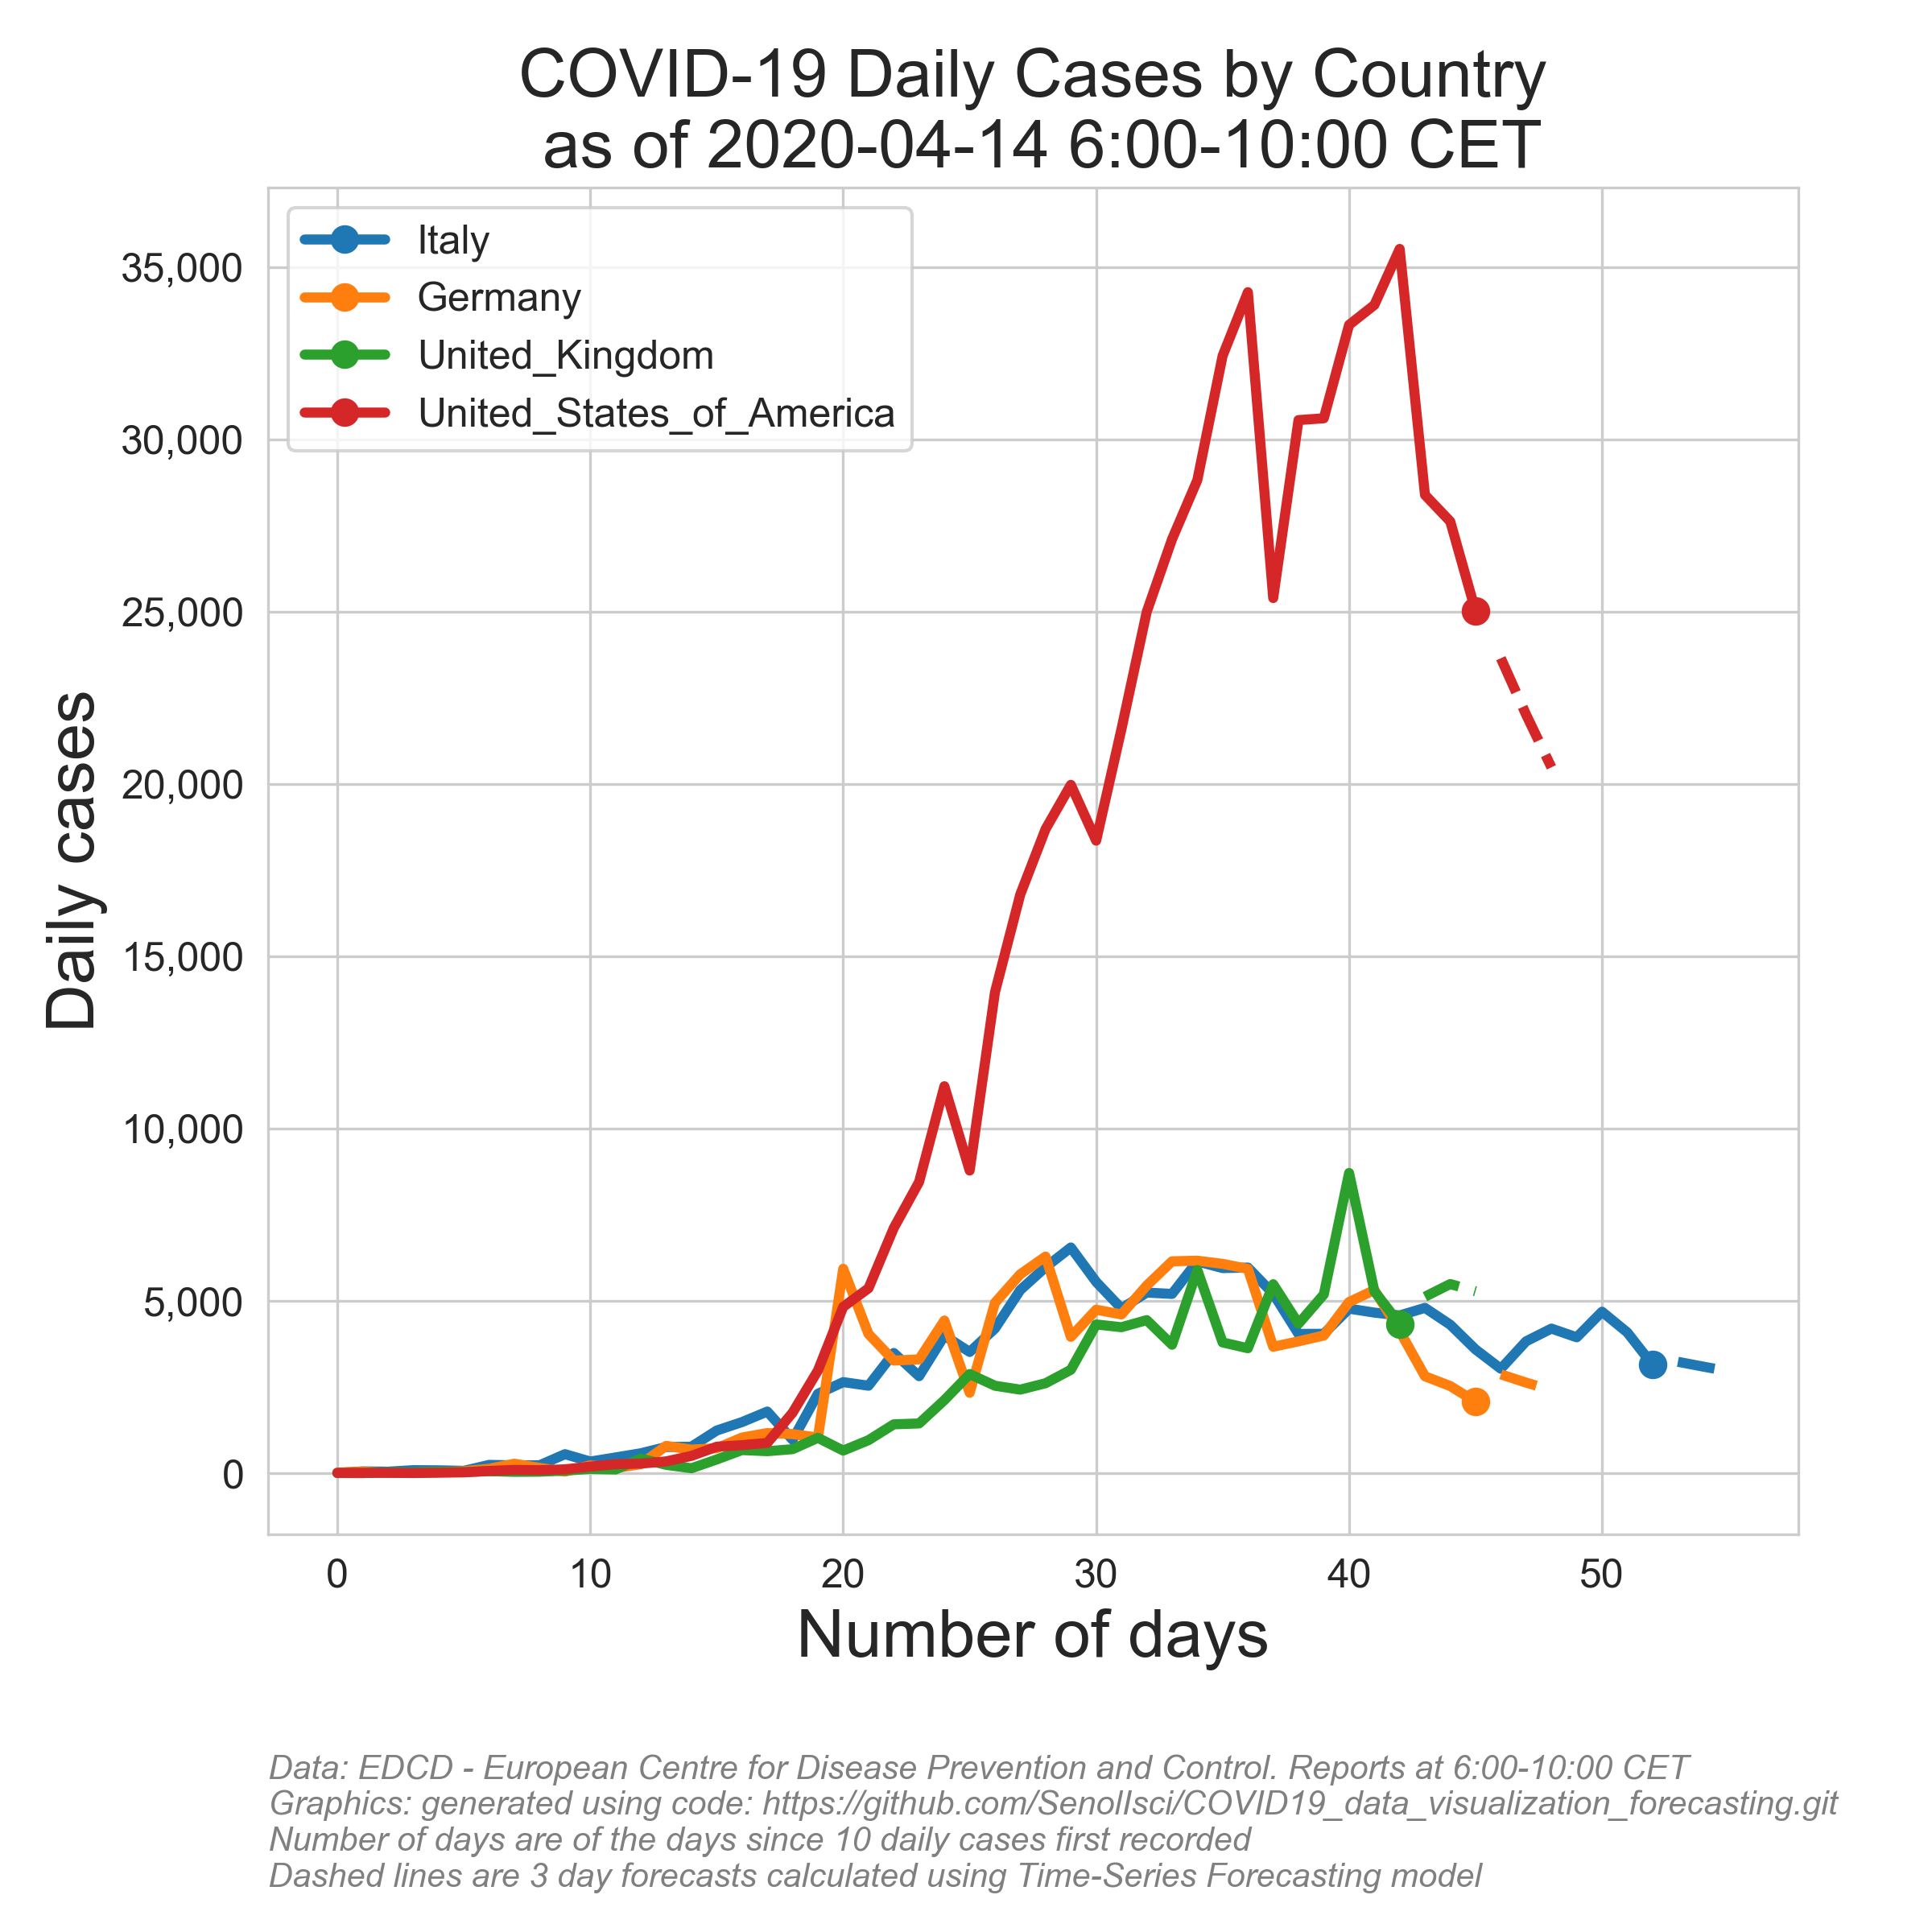 COVID-19 Daily Cases by Country
as of 2020-04-14 6:00-10:00 CET
Italy
Germany
United_Kingdom
United_States_of_America
35,000
30,000
25,000
20,000
15,000
10,000
5,000
0
Daily cases
0 10 20 30 40 50
Number of days
Data: EDCD - European Centre for Disease Prevention and Control. Reports at 6:00-10:00 CET
Graphics: generated using code: https://github.com/SenolIsci/COVID19_data_visualization_forecasting.git
Number of days are of the days since 10 daily cases first recorded
Dashed lines are 3 day forecasts calculated using Time-Series Forecasting model